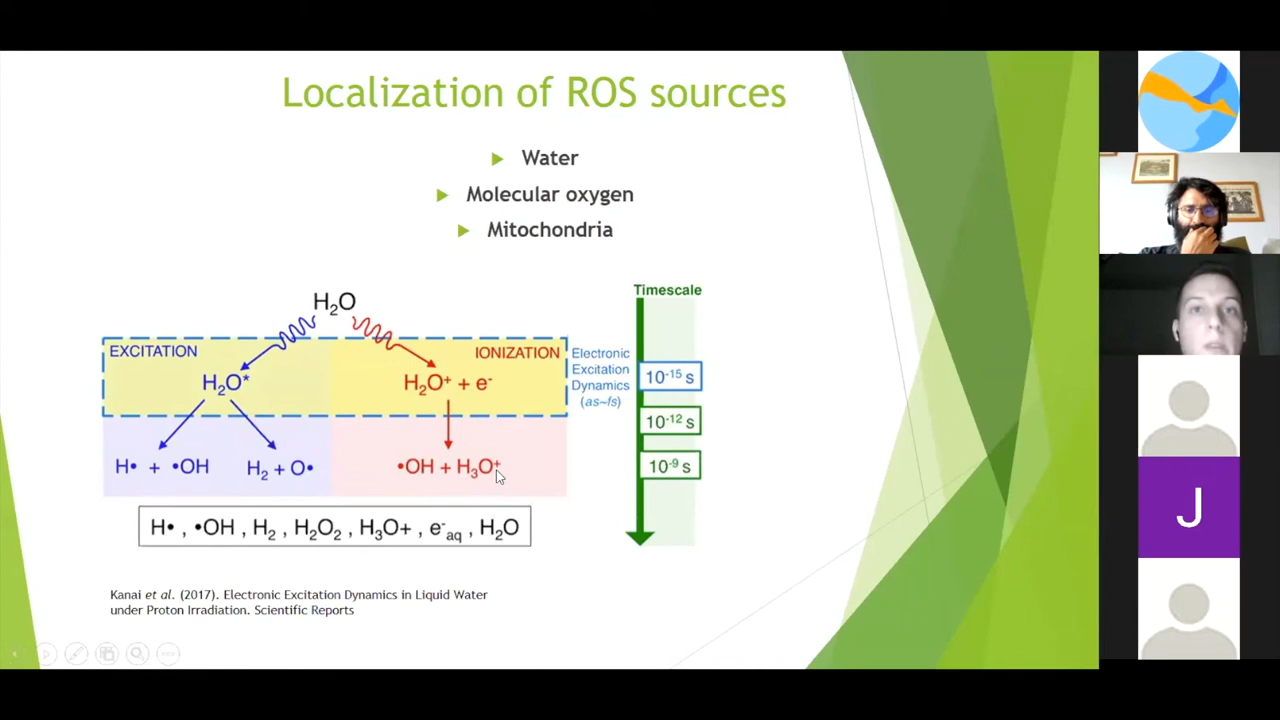 Localization of ROS sources
Water
Molecular oxygen
Mitochondria
H₂O
Timescale
EXCITATION
IONIZATION
Electronic
Excitation
Dynamics
(as~fs)
H₂O*
H₂O⁺ + e⁻
10⁻¹⁵ s
10⁻¹² s
H• + •OH
H₂ + O•
•OH + H₃O⁺
10⁻⁹ s
H• , •OH , H₂ , H₂O₂ , H₃O+ , e⁻aq , H₂O
Kanai et al. (2017). Electronic Excitation Dynamics in Liquid Water
under Proton Irradiation. Scientific Reports
J